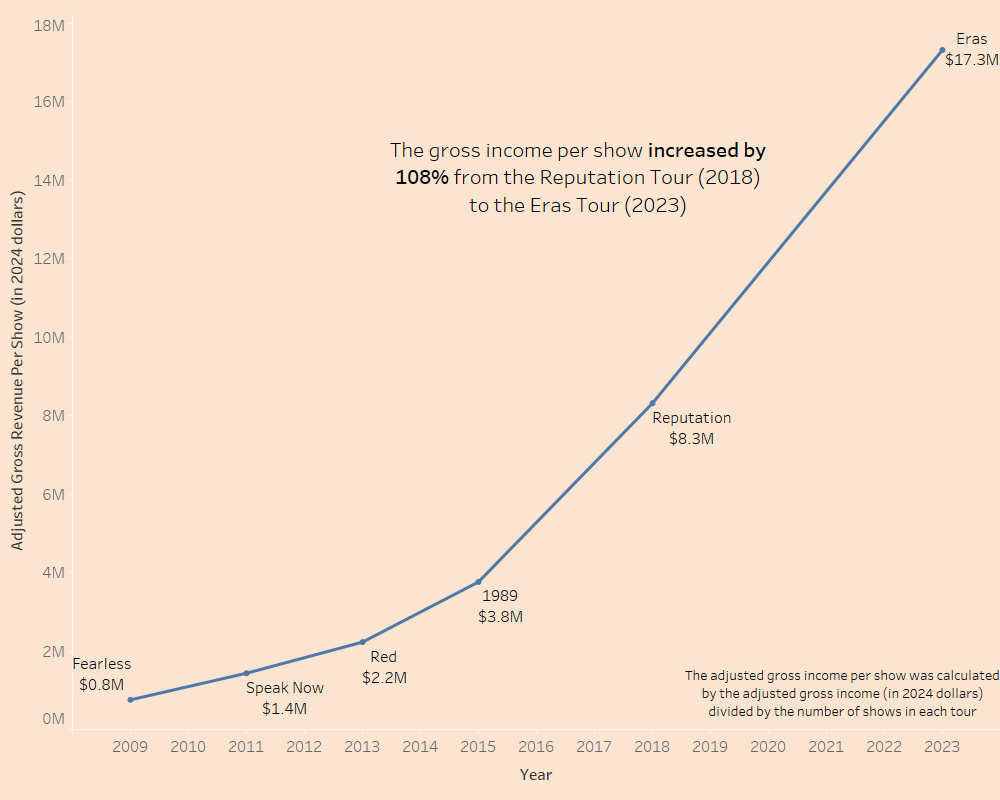 18M
16M
14M
12M
10M
8M
6M
4M
2M
0M
Adjusted Gross Revenue Per Show (in 2024 dollars)
Eras
$17.3M
The gross income per show increased by
108% from the Reputation Tour (2018)
to the Eras Tour (2023)
Reputation
$8.3M
1989
$3.8M
Red
$2.2M
Fearless
$0.8M
Speak Now
$1.4M
The adjusted gross income per show was calculated
by the adjusted gross income (in 2024 dollars)
divided by the number of shows in each tour
2009 2010 2011 2012 2013 2014 2015 2016 2017 2018 2019 2020 2021 2022 2023
Year